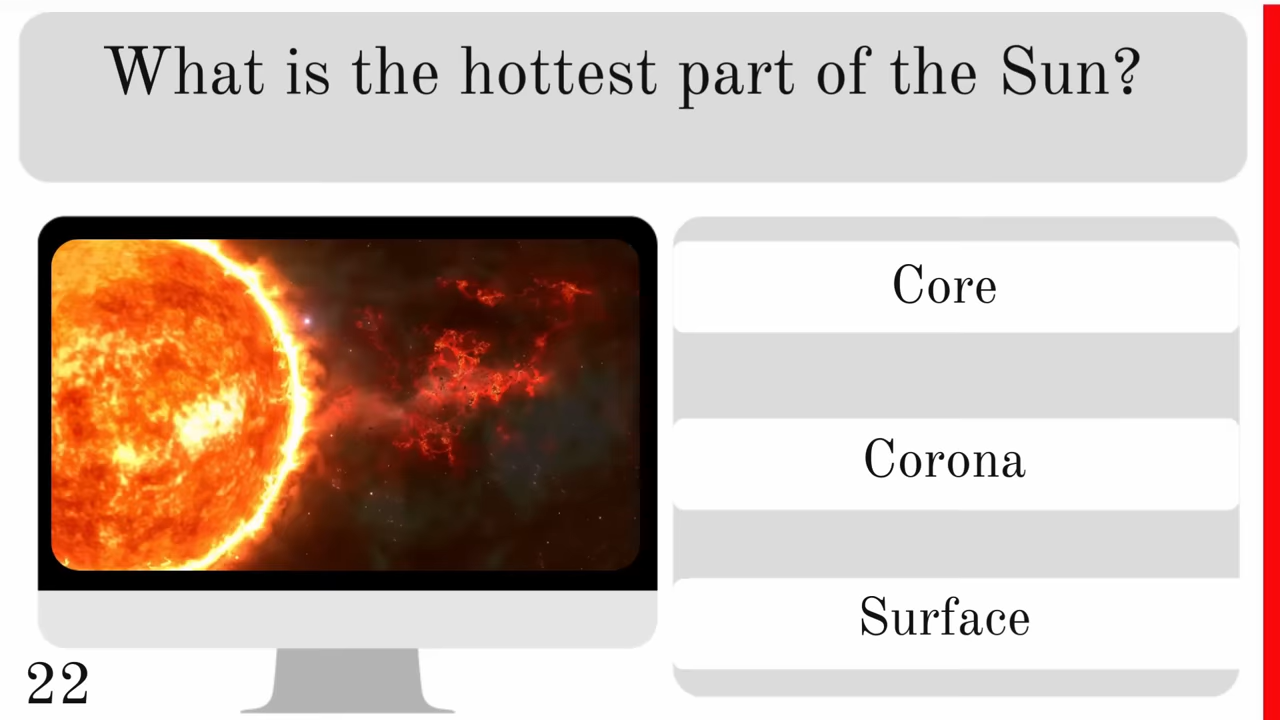 What is the hottest part of the Sun?
Core
Corona
Surface
22